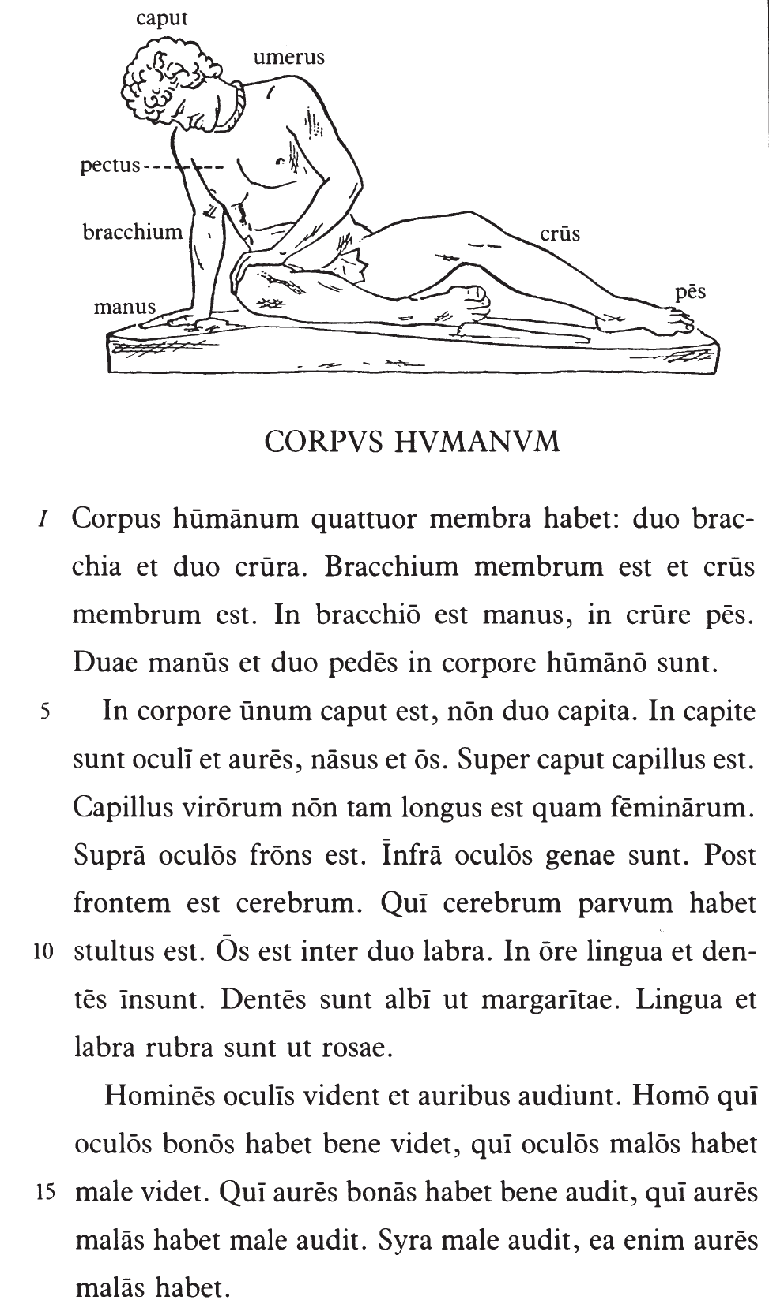 caput
umerus
pectus
bracchium
crūs
pēs
manus
CORPVS HVMANVM
1 Corpus hūmānum quattuor membra habet: duo brac-
chia et duo crūra. Bracchium membrum est et crūs
membrum est. In bracchiō est manus, in crūre pēs.
Duae manūs et duo pedēs in corpore hūmānō sunt.
5 In corpore ūnum caput est, nōn duo capita. In capite
sunt oculī et aurēs, nāsus et ōs. Super caput capillus est.
Capillus virōrum nōn tam longus est quam fēminārum.
Suprā oculōs frōns est. Īnfrā oculōs genae sunt. Post
frontem est cerebrum. Quī cerebrum parvum habet
10 stultus est. Ōs est inter duo labra. In ōre lingua et den-
tēs īnsunt. Dentēs sunt albī ut margarītae. Lingua et
labra rubra sunt ut rosae.
Hominēs oculīs vident et auribus audiunt. Homō quī
oculōs bonōs habet bene videt, quī oculōs malōs habet
15 male videt. Quī aurēs bonās habet bene audit, quī aurēs
malās habet male audit. Syra male audit, ea enim aurēs
malās habet.